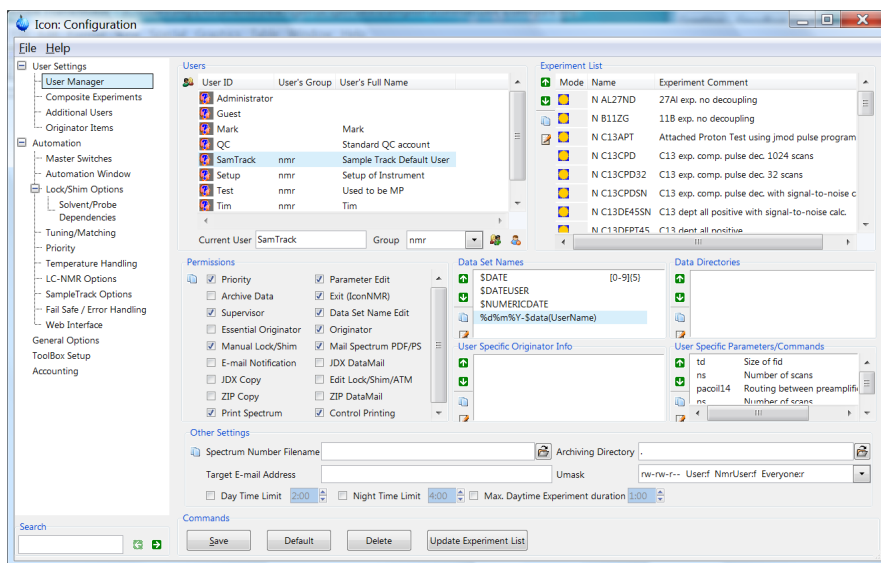 Icon: Configuration
File Help
User Settings
User Manager
Composite Experiments
Additional Users
Originator Items
Automation
Master Switches
Automation Window
Lock/Shim Options
Solvent/Probe
Dependencies
Tuning/Matching
Priority
Temperature Handling
LC-NMR Options
SampleTrack Options
Fail Safe / Error Handling
Web Interface
General Options
ToolBox Setup
Accounting
Search
Users
User ID User's Group User's Full Name
Administrator
Guest
Mark Mark
QC Standard QC account
SamTrack nmr Sample Track Default User
Setup nmr Setup of Instrument
Test nmr Used to be MP
Tim nmr Tim
Current User SamTrack Group nmr
Experiment List
Mode Name Experiment Comment
N AL27ND 27Al exp. no decoupling
N B11ZG 11B exp. no decoupling
N C13APT Attached Proton Test using jmod pulse program
N C13CPD C13 exp. comp. pulse dec. 1024 scans
N C13CPD32 C13 exp. comp. pulse dec. 32 scans
N C13CPDSN C13 exp. comp. pulse dec. with signal-to-noise c
N C13DE45SN C13 dept all positive with signal-to-noise calc.
N C13DEPT45 C13 dept all positive
Permissions
Priority Parameter Edit
Archive Data Exit (IconNMR)
Supervisor Data Set Name Edit
Essential Originator Originator
Manual Lock/Shim Mail Spectrum PDF/PS
E-mail Notification JDX DataMail
JDX Copy Edit Lock/Shim/ATM
ZIP Copy ZIP DataMail
Print Spectrum Control Printing
Data Set Names
$DATE [0-9]{5}
$DATEUSER
$NUMERICDATE
%d%m%Y-$data(UserName)
Data Directories
User Specific Originator Info
User Specific Parameters/Commands
td Size of fid
ns Number of scans
pacoil14 Routing between preamplifi
ns Number of scans
Other Settings
Spectrum Number Filename Archiving Directory .
Target E-mail Address Umask rw-rw-r-- User:f NmrUser:f Everyone:r
Day Time Limit 2:00 Night Time Limit 4:00 Max. Daytime Experiment duration 1:00
Commands
Save Default Delete Update Experiment List